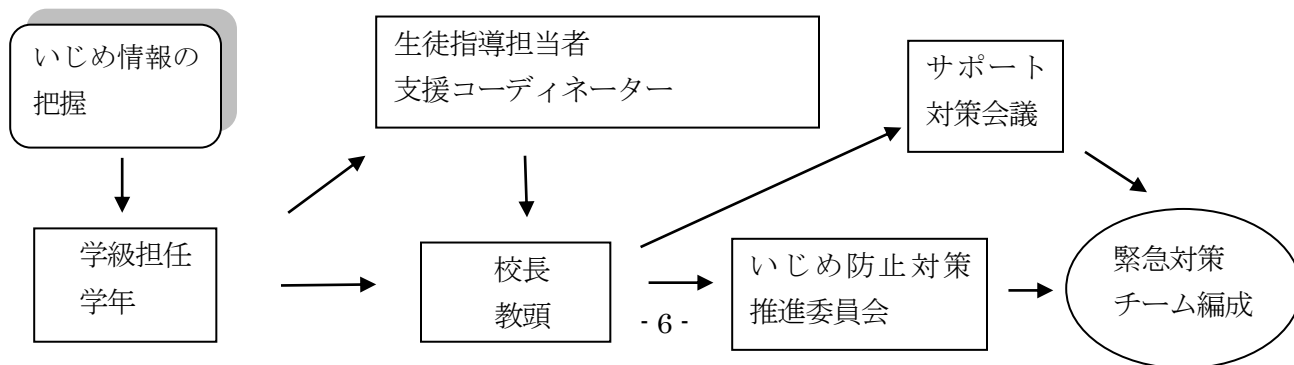 いじめ情報の
把握
生徒指導担当者
支援コーディネーター
サポート
対策会議
学級担任
学年
校長
教頭
いじめ防止対策
推進委員会
緊急対策
チーム編成
- 6 -